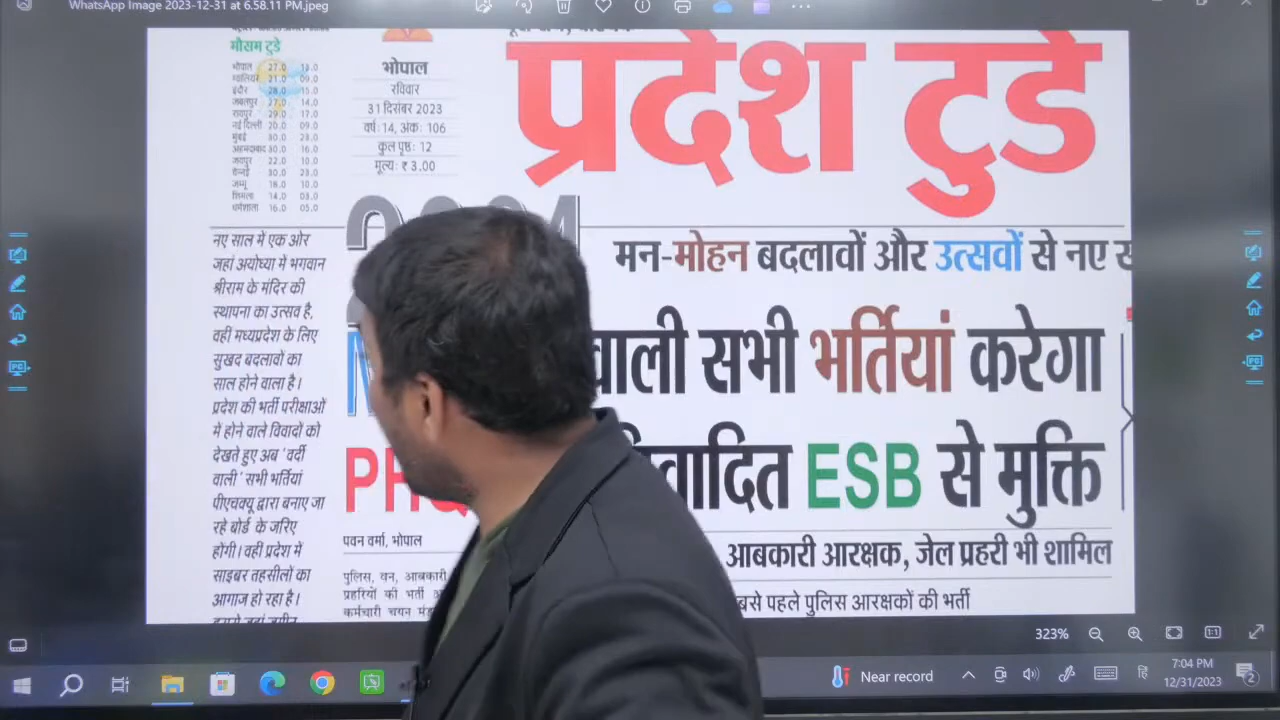 WhatsApp Image 2023-12-31 at 6.58.11 PM.jpeg
मौसम टुडे
भोपाल 27.0 13.0
ग्वालियर 21.0 09.0
इंदौर 28.0 15.0
जबलपुर 27.0 14.0
रायपुर 29.0 17.0
नई दिल्ली 20.0 09.0
मुंबई 30.0 23.0
अहमदाबाद 30.0 16.0
जयपुर 22.0 10.0
चेन्नई 30.0 23.0
जम्मू 18.0 10.0
शिमला 14.0 03.0
धर्मशाला 16.0 05.0
भोपाल
रविवार
31 दिसंबर 2023
वर्ष: 14, अंक: 106
कुल पृष्ठ: 12
मूल्य: ₹ 3.00
प्रदेश टुडे
नए साल में एक ओर
जहां अयोध्या में भगवान
श्रीराम के मंदिर की
स्थापना का उत्सव है,
वहीं मध्यप्रदेश के लिए
सुखद बदलावों का
साल होने वाला है।
प्रदेश की भर्ती परीक्षाओं
में होने वाले विवादों को
देखते हुए अब 'वर्दी
वाली' सभी भर्तियां
पीएचक्यू द्वारा बनाए जा
रहे बोर्ड के जरिए
होंगी। वहीं प्रदेश में
साइबर तहसीलों का
आगाज हो रहा है।
मन-मोहन बदलावों और उत्सवों से नए
वाली सभी भर्तियां करेगा
ESB से मुक्ति
पवन वर्मा, भोपाल
आबकारी आरक्षक, जेल प्रहरी भी शामिल
पुलिस, वन, आबकारी
प्रहरियों की भर्ती
कर्मचारी चयन
पहले पुलिस आरक्षकों की भर्ती
323%
Near record
7:04 PM
12/31/2023